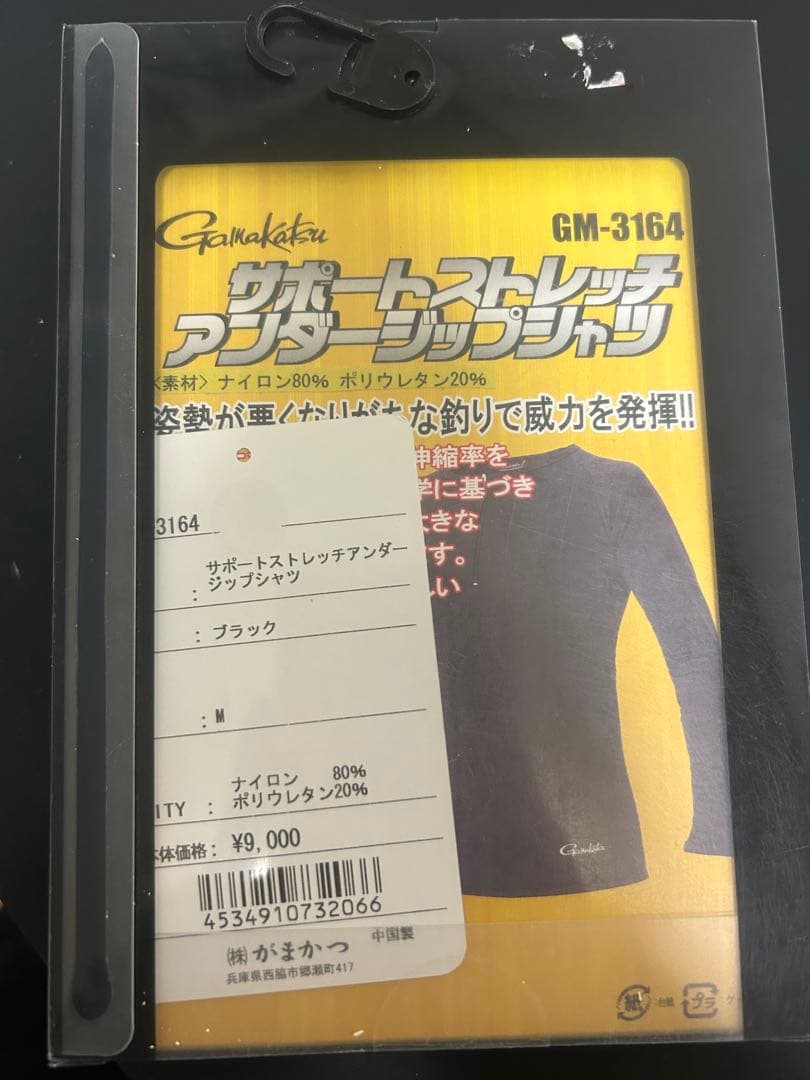 Gamakatsu
GM-3164
サポートストレッチ
アンダージップシャツ
〈素材〉ナイロン80% ポリウレタン20%
姿勢が悪くなりがちな釣りで威力を発揮!!
伸縮率を
学に基づき
大きな
す。
い
3164
サポートストレッチアンダー
: ジップシャツ
: ブラック
: M
ナイロン 80%
ITY : ポリウレタン20%
本体価格: ¥9,000
4534910732066
(株) がまかつ 中国製
兵庫県西脇市郷瀬町417
Gamakatsu
紙 :台紙 プラ